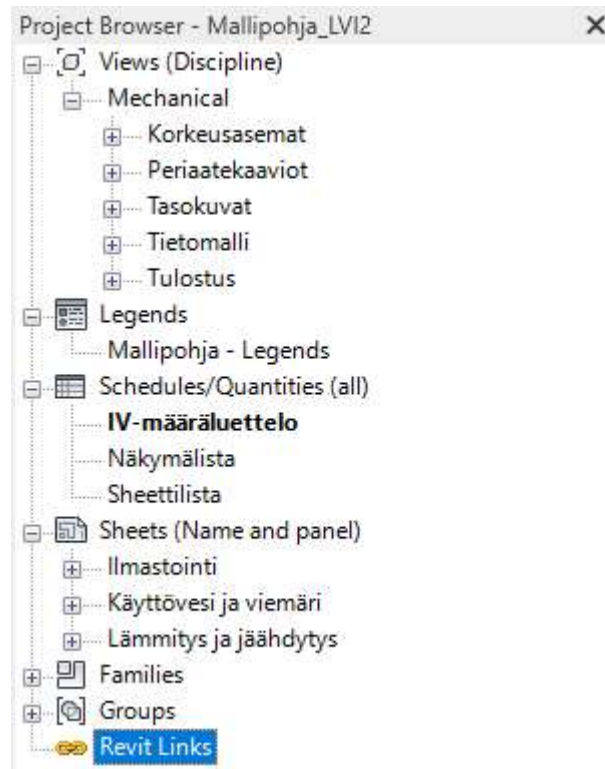 Project Browser - Mallipohja_LVI2
Views (Discipline)
Mechanical
Korkeusasemat
Periaatekaaviot
Tasokuvat
Tietomalli
Tulostus
Legends
Mallipohja - Legends
Schedules/Quantities (all)
IV-määräluettelo
Näkymälista
Sheettilista
Sheets (Name and panel)
Ilmastointi
Käyttövesi ja viemäri
Lämmitys ja jäähdytys
Families
Groups
Revit Links